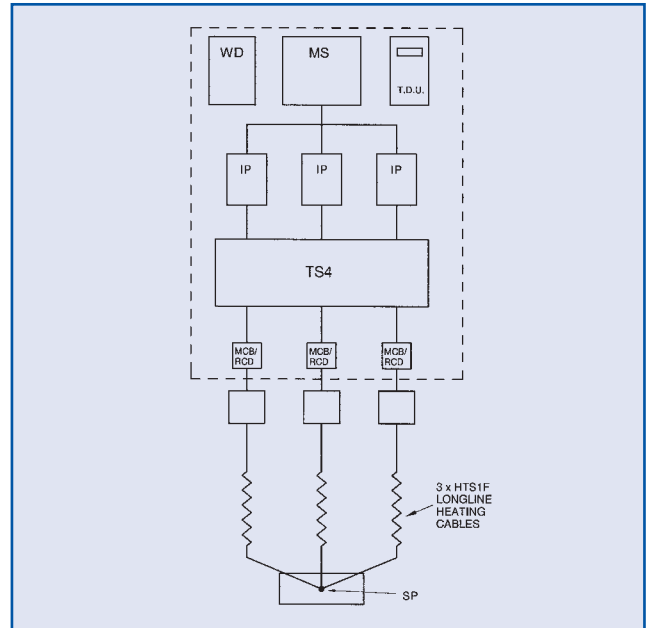 WD
MS
T.D.U.
IP
IP
IP
TS4
MCB/
RCD
MCB/
RCD
MCB/
RCD
3 x HTS1F
LONGLINE
HEATING
CABLES
SP